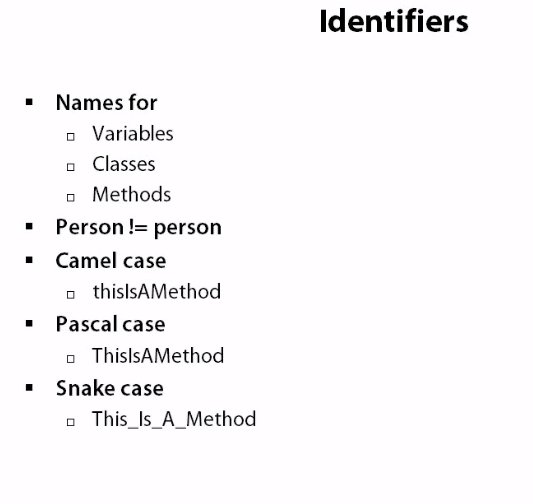 Identifiers
Names for
Variables
Classes
Methods
Person != person
Camel case
thisIsAMethod
Pascal case
ThisIsAMethod
Snake case
This_Is_A_Method